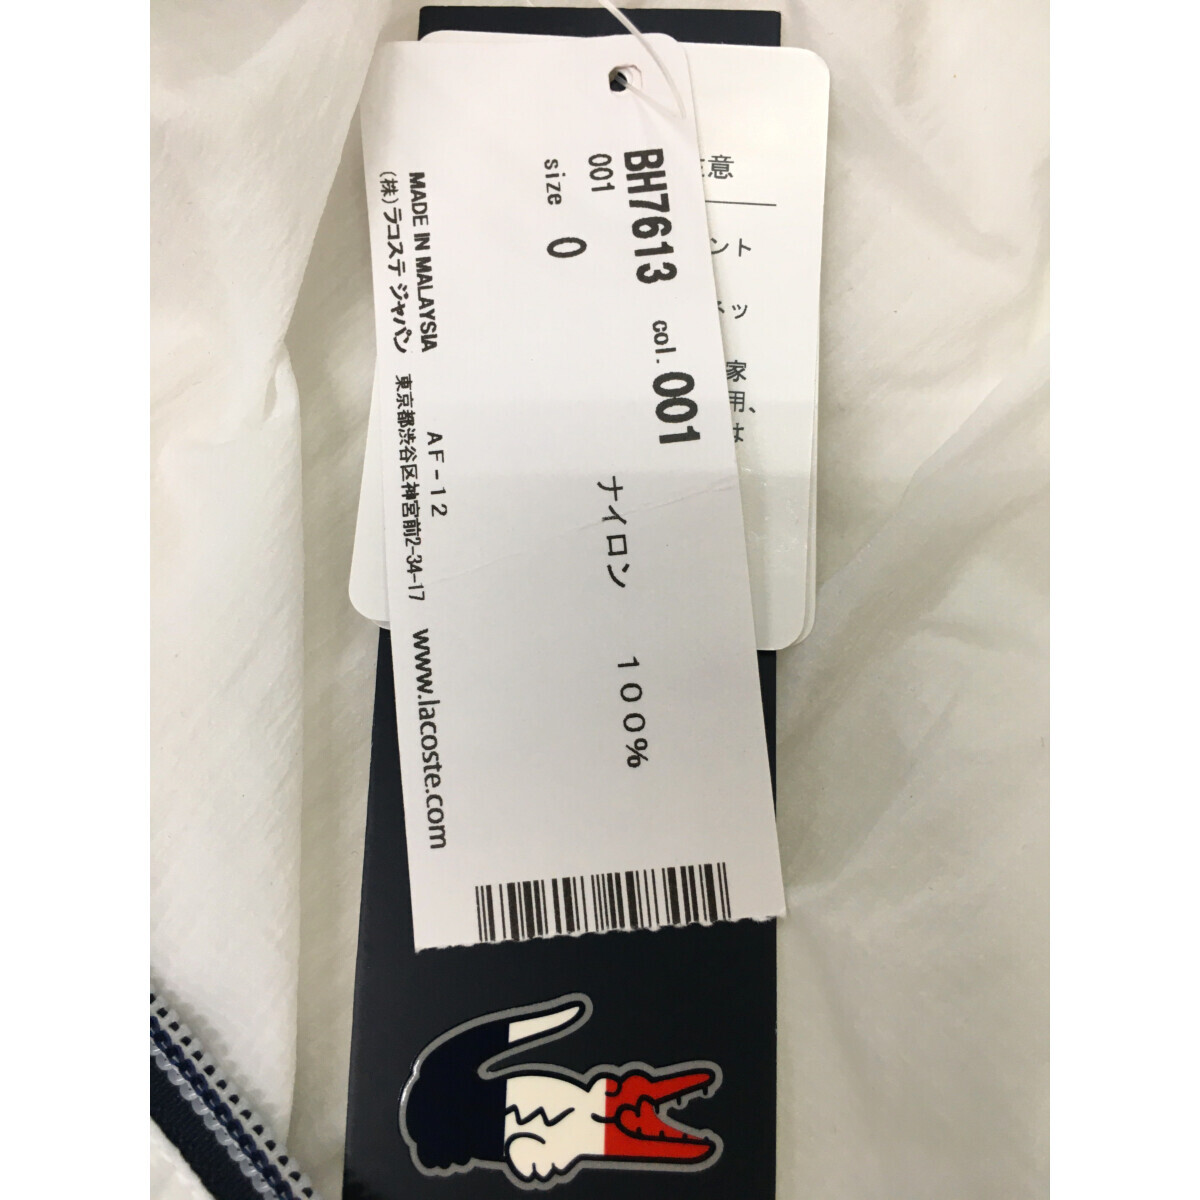 BH7613 col. 001
001
size 0
ナイロン 100%
AF-12
MADE IN MALAYSIA
(株)ラコステ ジャパン 東京都渋谷区神宮前2-34-17 www.lacoste.com
意
ント
ッ
家
用、
は